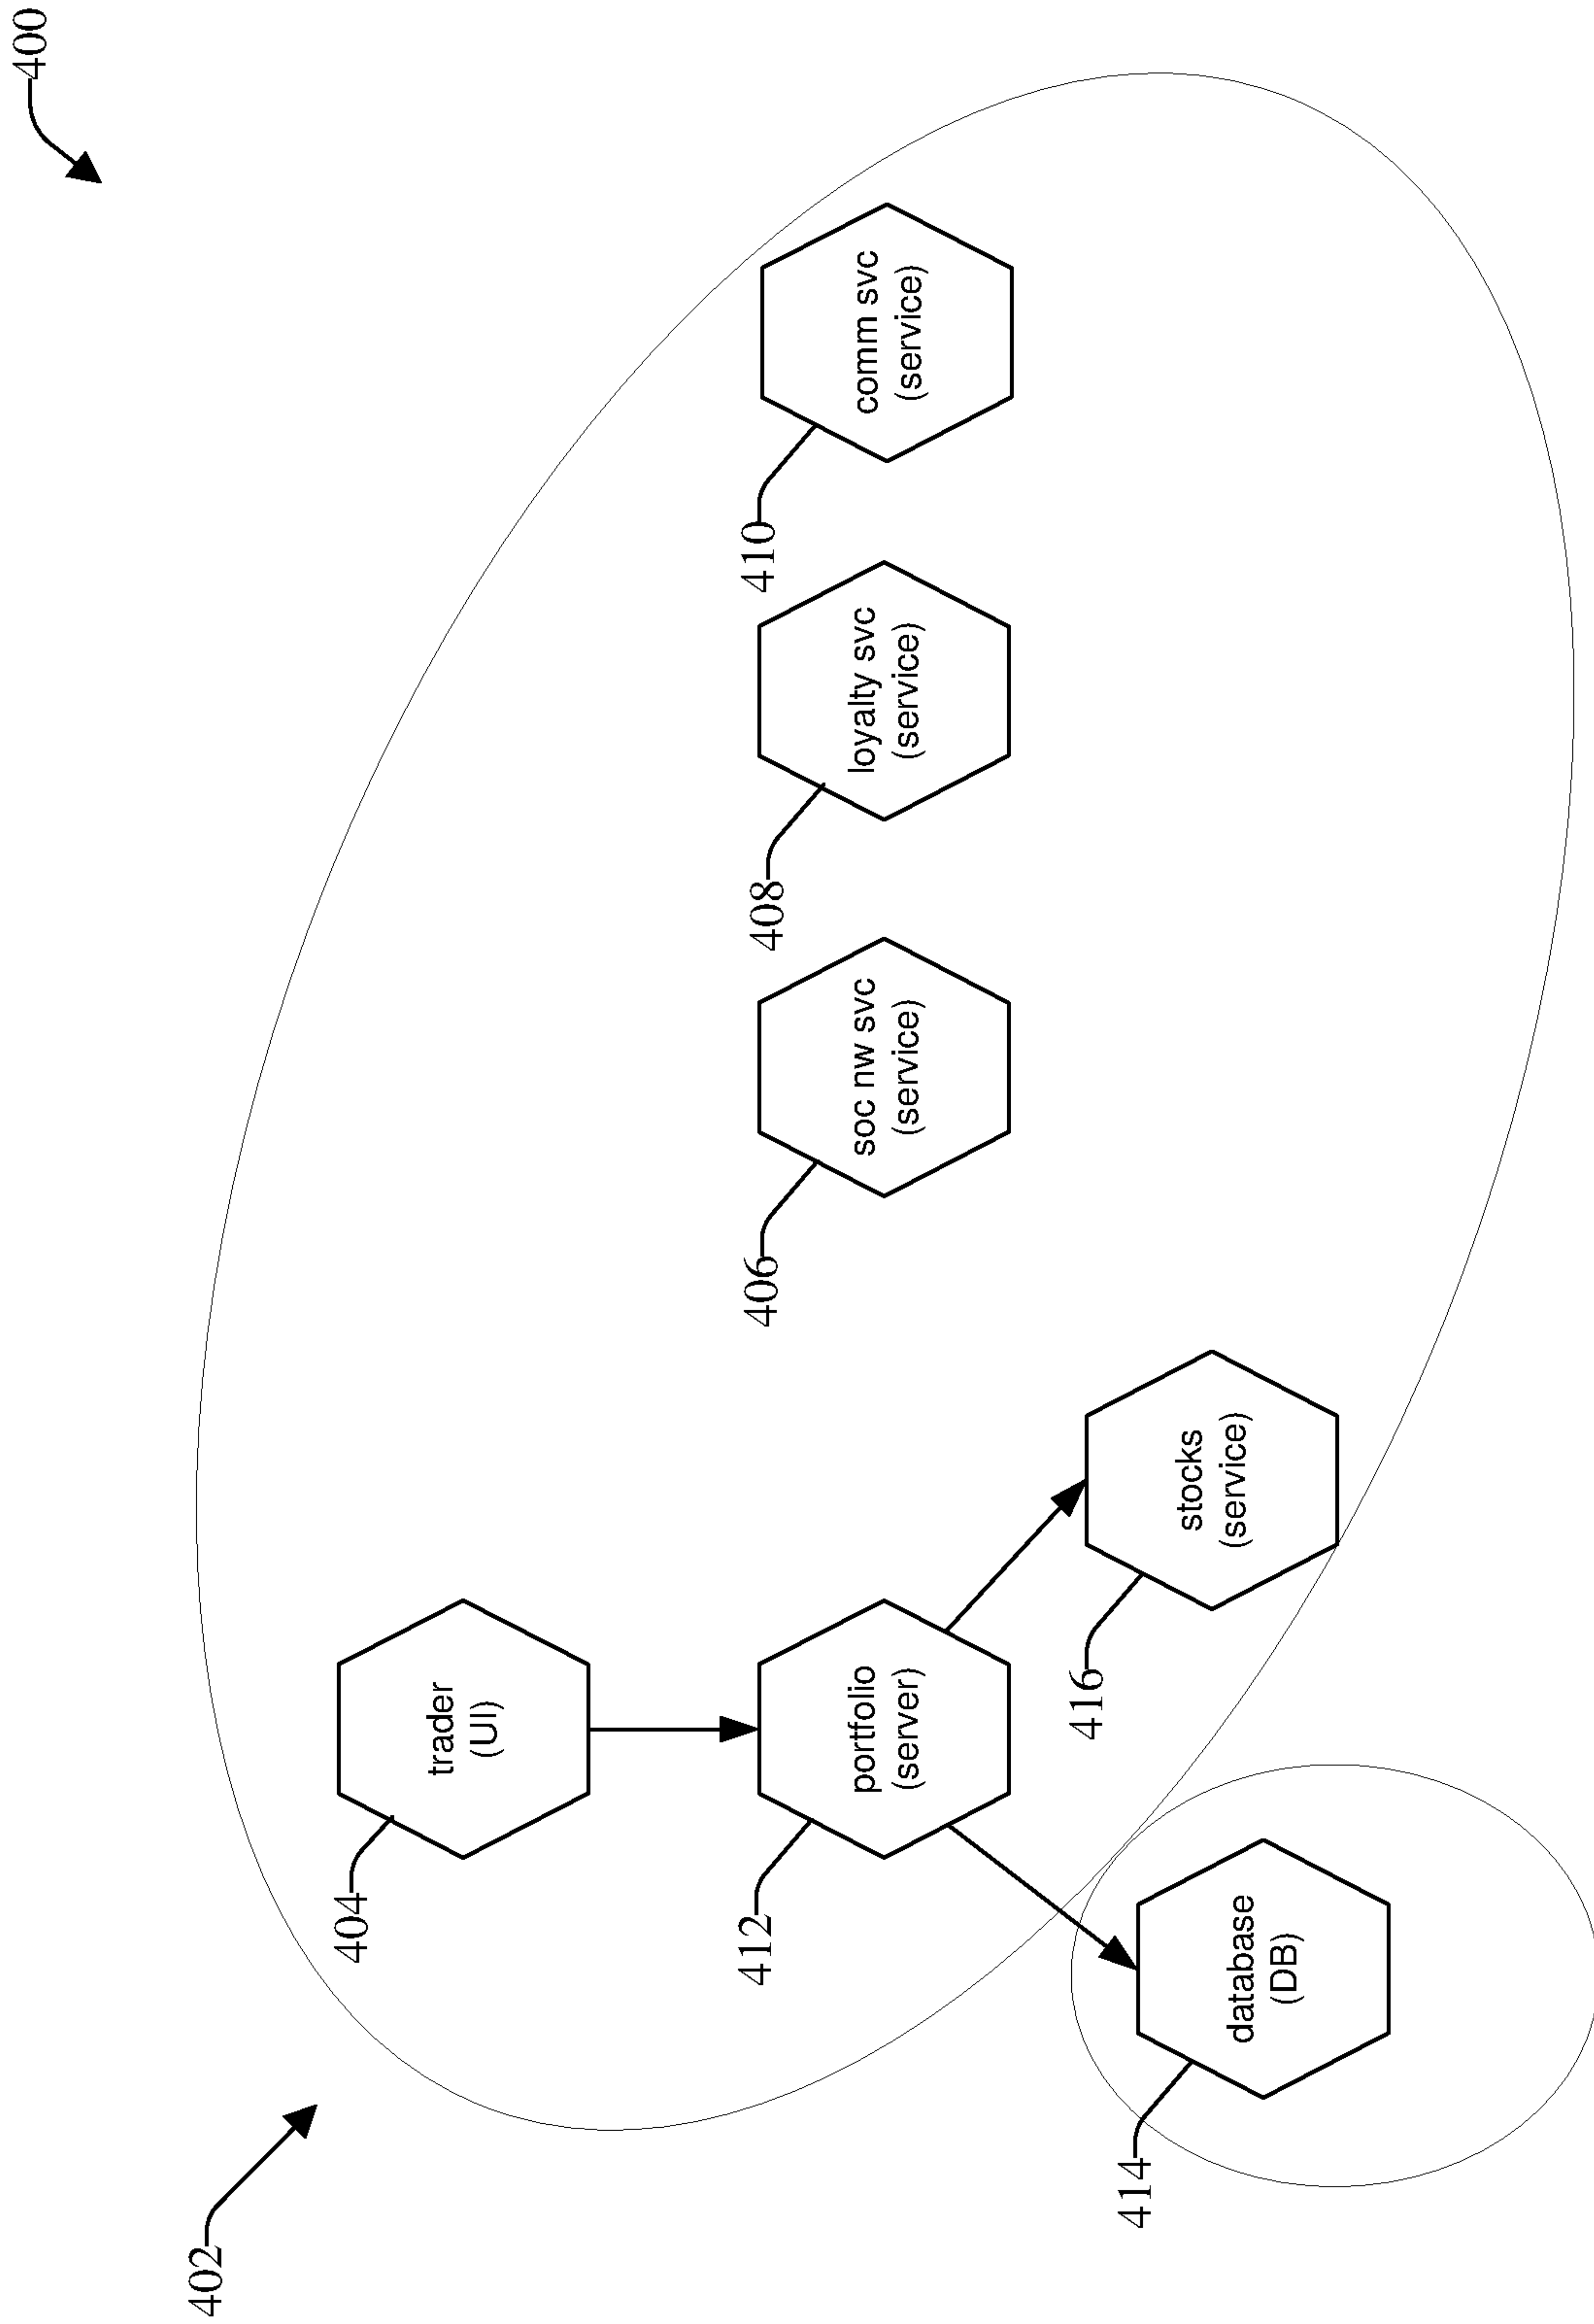 400
402
404
trader
(UI)
412
portfolio
(server)
406
soc nw svc
(service)
408
loyalty svc
(service)
410
comm svc
(service)
414
database
(DB)
416
stocks
(service)